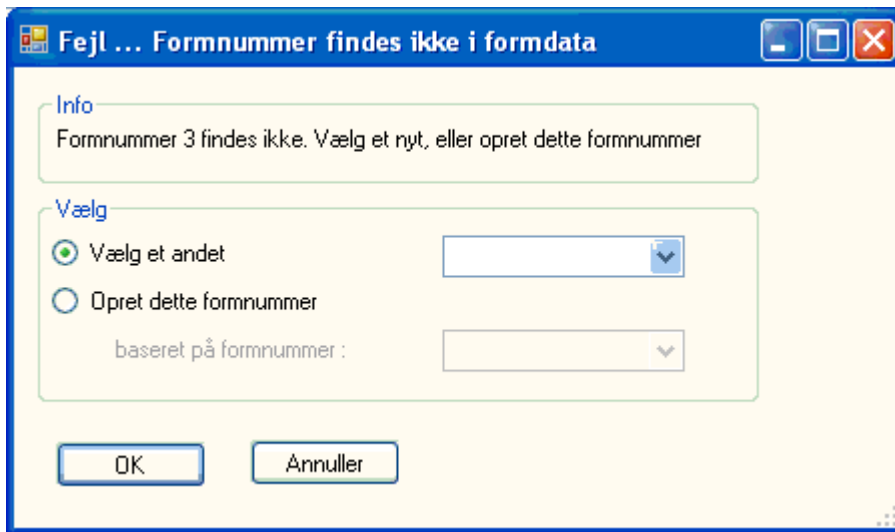 Fejl ... Formnummer findes ikke i formdata
Info
Formnummer 3 findes ikke. Vælg et nyt, eller opret dette formnummer
Vælg
Vælg et andet
Opret dette formnummer
baseret på formnummer :
OK
Annuller